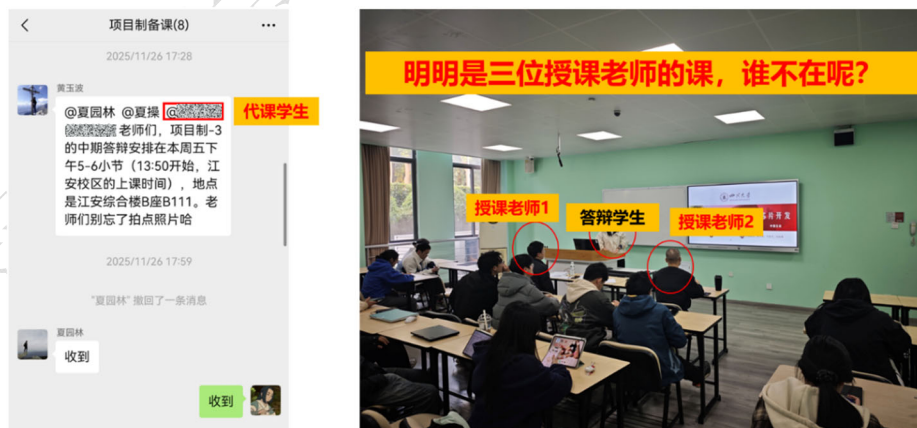 项目制备课(8)
2025/11/26 17:28
黄玉波
@夏园林 @夏操 @
老师们，项目制-3
的中期答辩安排在本周五下
午5-6小节（13:50开始，江
安校区的上课时间），地点
是江安综合楼B座B111。老
师们别忘了拍点照片哈
代课学生
2025/11/26 17:59
"夏园林" 撤回了一条消息
夏园林
收到
收到
明明是三位授课老师的课，谁不在呢？
授课老师1
答辩学生
授课老师2